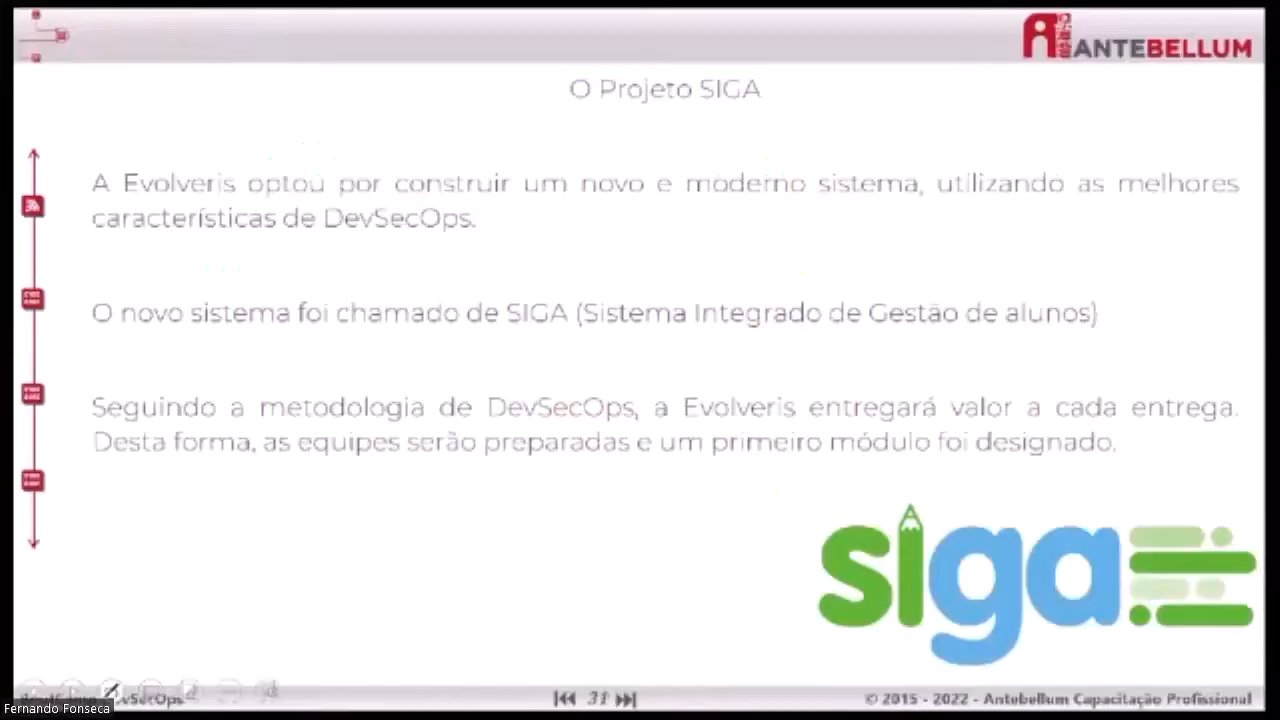 ANTEBELLUM
O Projeto SIGA
A Evolveris optou por construir um novo e moderno sistema, utilizando as melhores
características de DevSecOps.
O novo sistema foi chamado de SIGA (Sistema Integrado de Gestão de alunos)
Seguindo a metodologia de DevSecOps, a Evolveris entregará valor a cada entrega.
Desta forma, as equipes serão preparadas e um primeiro módulo foi designado.
siga
31
© 2015 - 2022 - Antebellum Capacitação Profissional
Fernando Fonseca